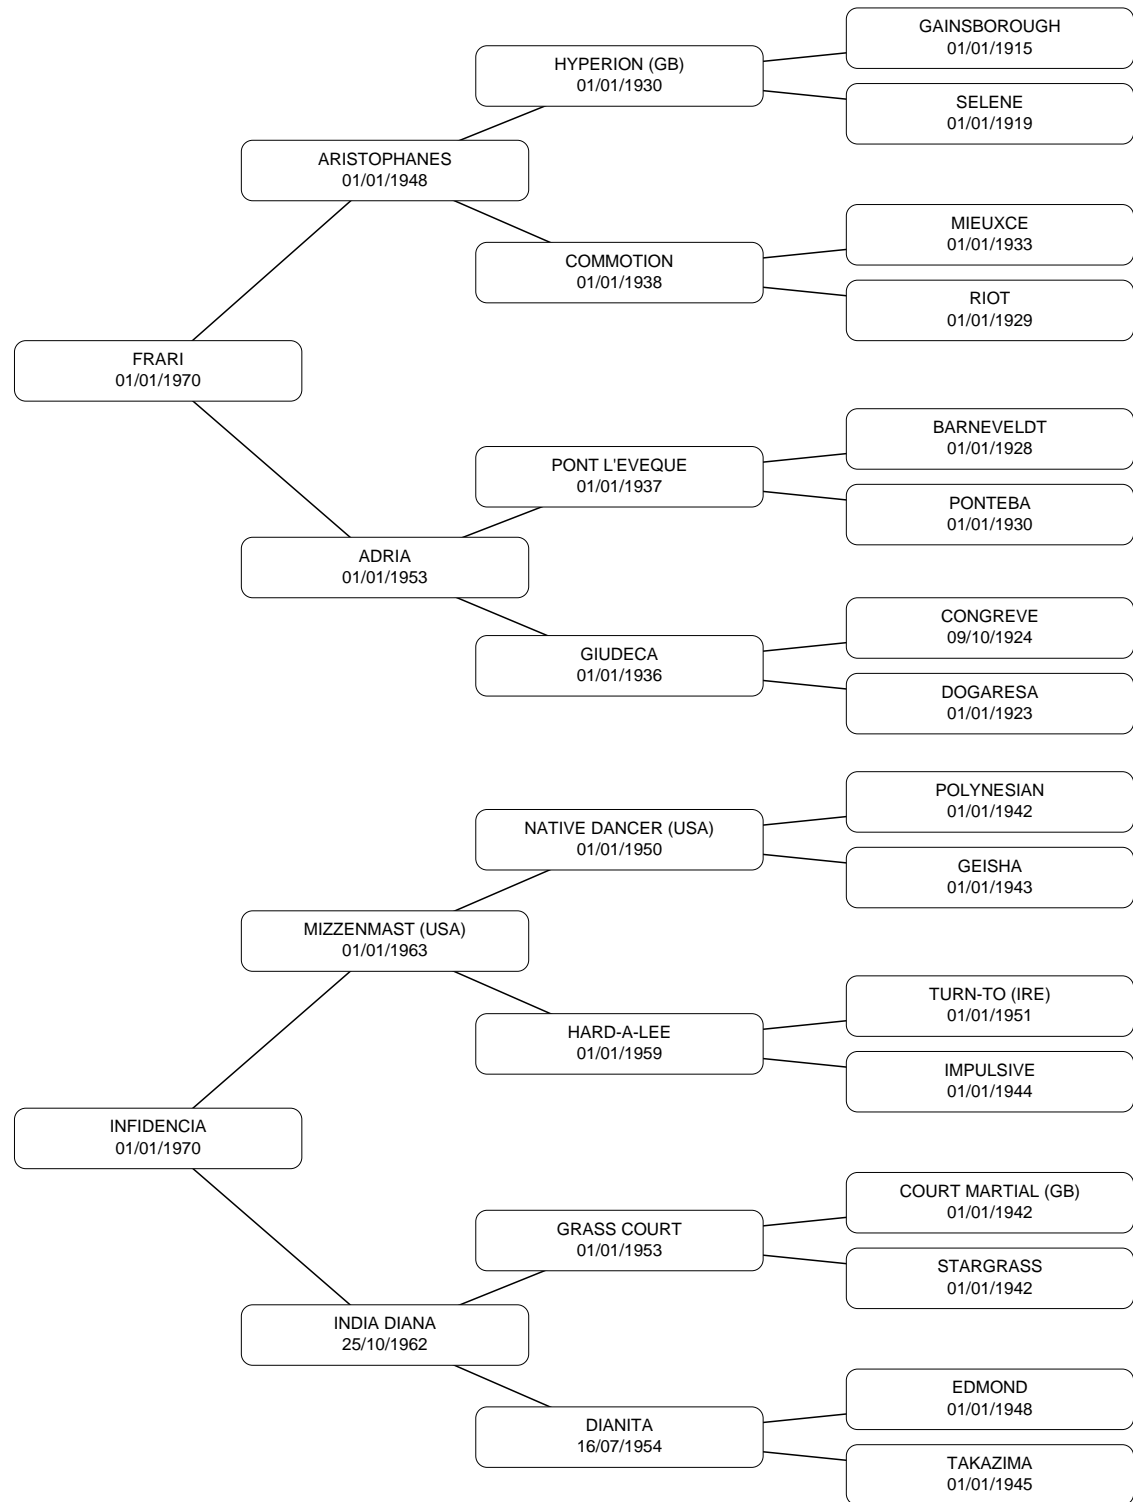 GAINSBOROUGH
01/01/1915
HYPERION (GB)
01/01/1930
SELENE
01/01/1919
ARISTOPHANES
01/01/1948
MIEUXCE
01/01/1933
COMMOTION
01/01/1938
RIOT
01/01/1929
FRARI
01/01/1970
BARNEVELDT
01/01/1928
PONT L'EVEQUE
01/01/1937
PONTEBA
01/01/1930
ADRIA
01/01/1953
CONGREVE
09/10/1924
GIUDECA
01/01/1936
DOGARESA
01/01/1923
POLYNESIAN
01/01/1942
NATIVE DANCER (USA)
01/01/1950
GEISHA
01/01/1943
MIZZENMAST (USA)
01/01/1963
TURN-TO (IRE)
01/01/1951
HARD-A-LEE
01/01/1959
IMPULSIVE
01/01/1944
INFIDENCIA
01/01/1970
COURT MARTIAL (GB)
01/01/1942
GRASS COURT
01/01/1953
STARGRASS
01/01/1942
INDIA DIANA
25/10/1962
EDMOND
01/01/1948
DIANITA
16/07/1954
TAKAZIMA
01/01/1945